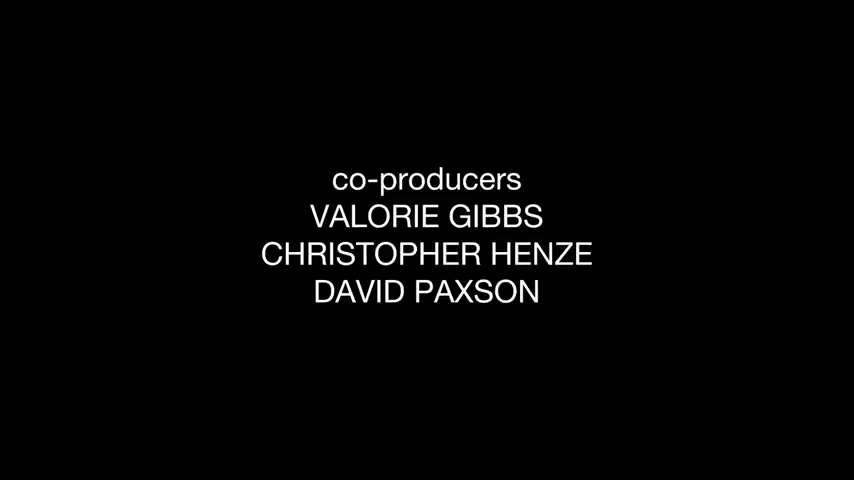 co-producers
VALORIE GIBBS
CHRISTOPHER HENZE
DAVID PAXSON